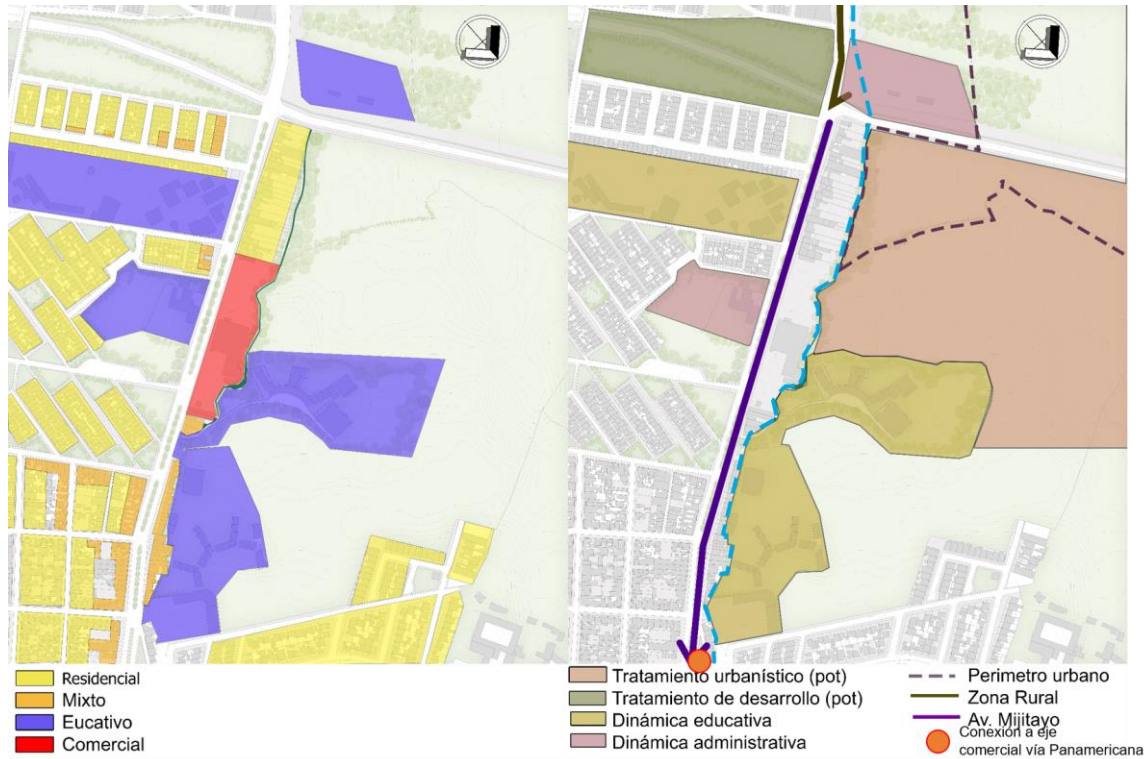 Residencial
Mixto
Eucativo
Comercial
Tratamiento urbanístico (pot)
Tratamiento de desarrollo (pot)
Dinámica educativa
Dinámica administrativa
Perimetro urbano
Zona Rural
Av. Mijitayo
Conexión a eje
comercial vía Panamericana